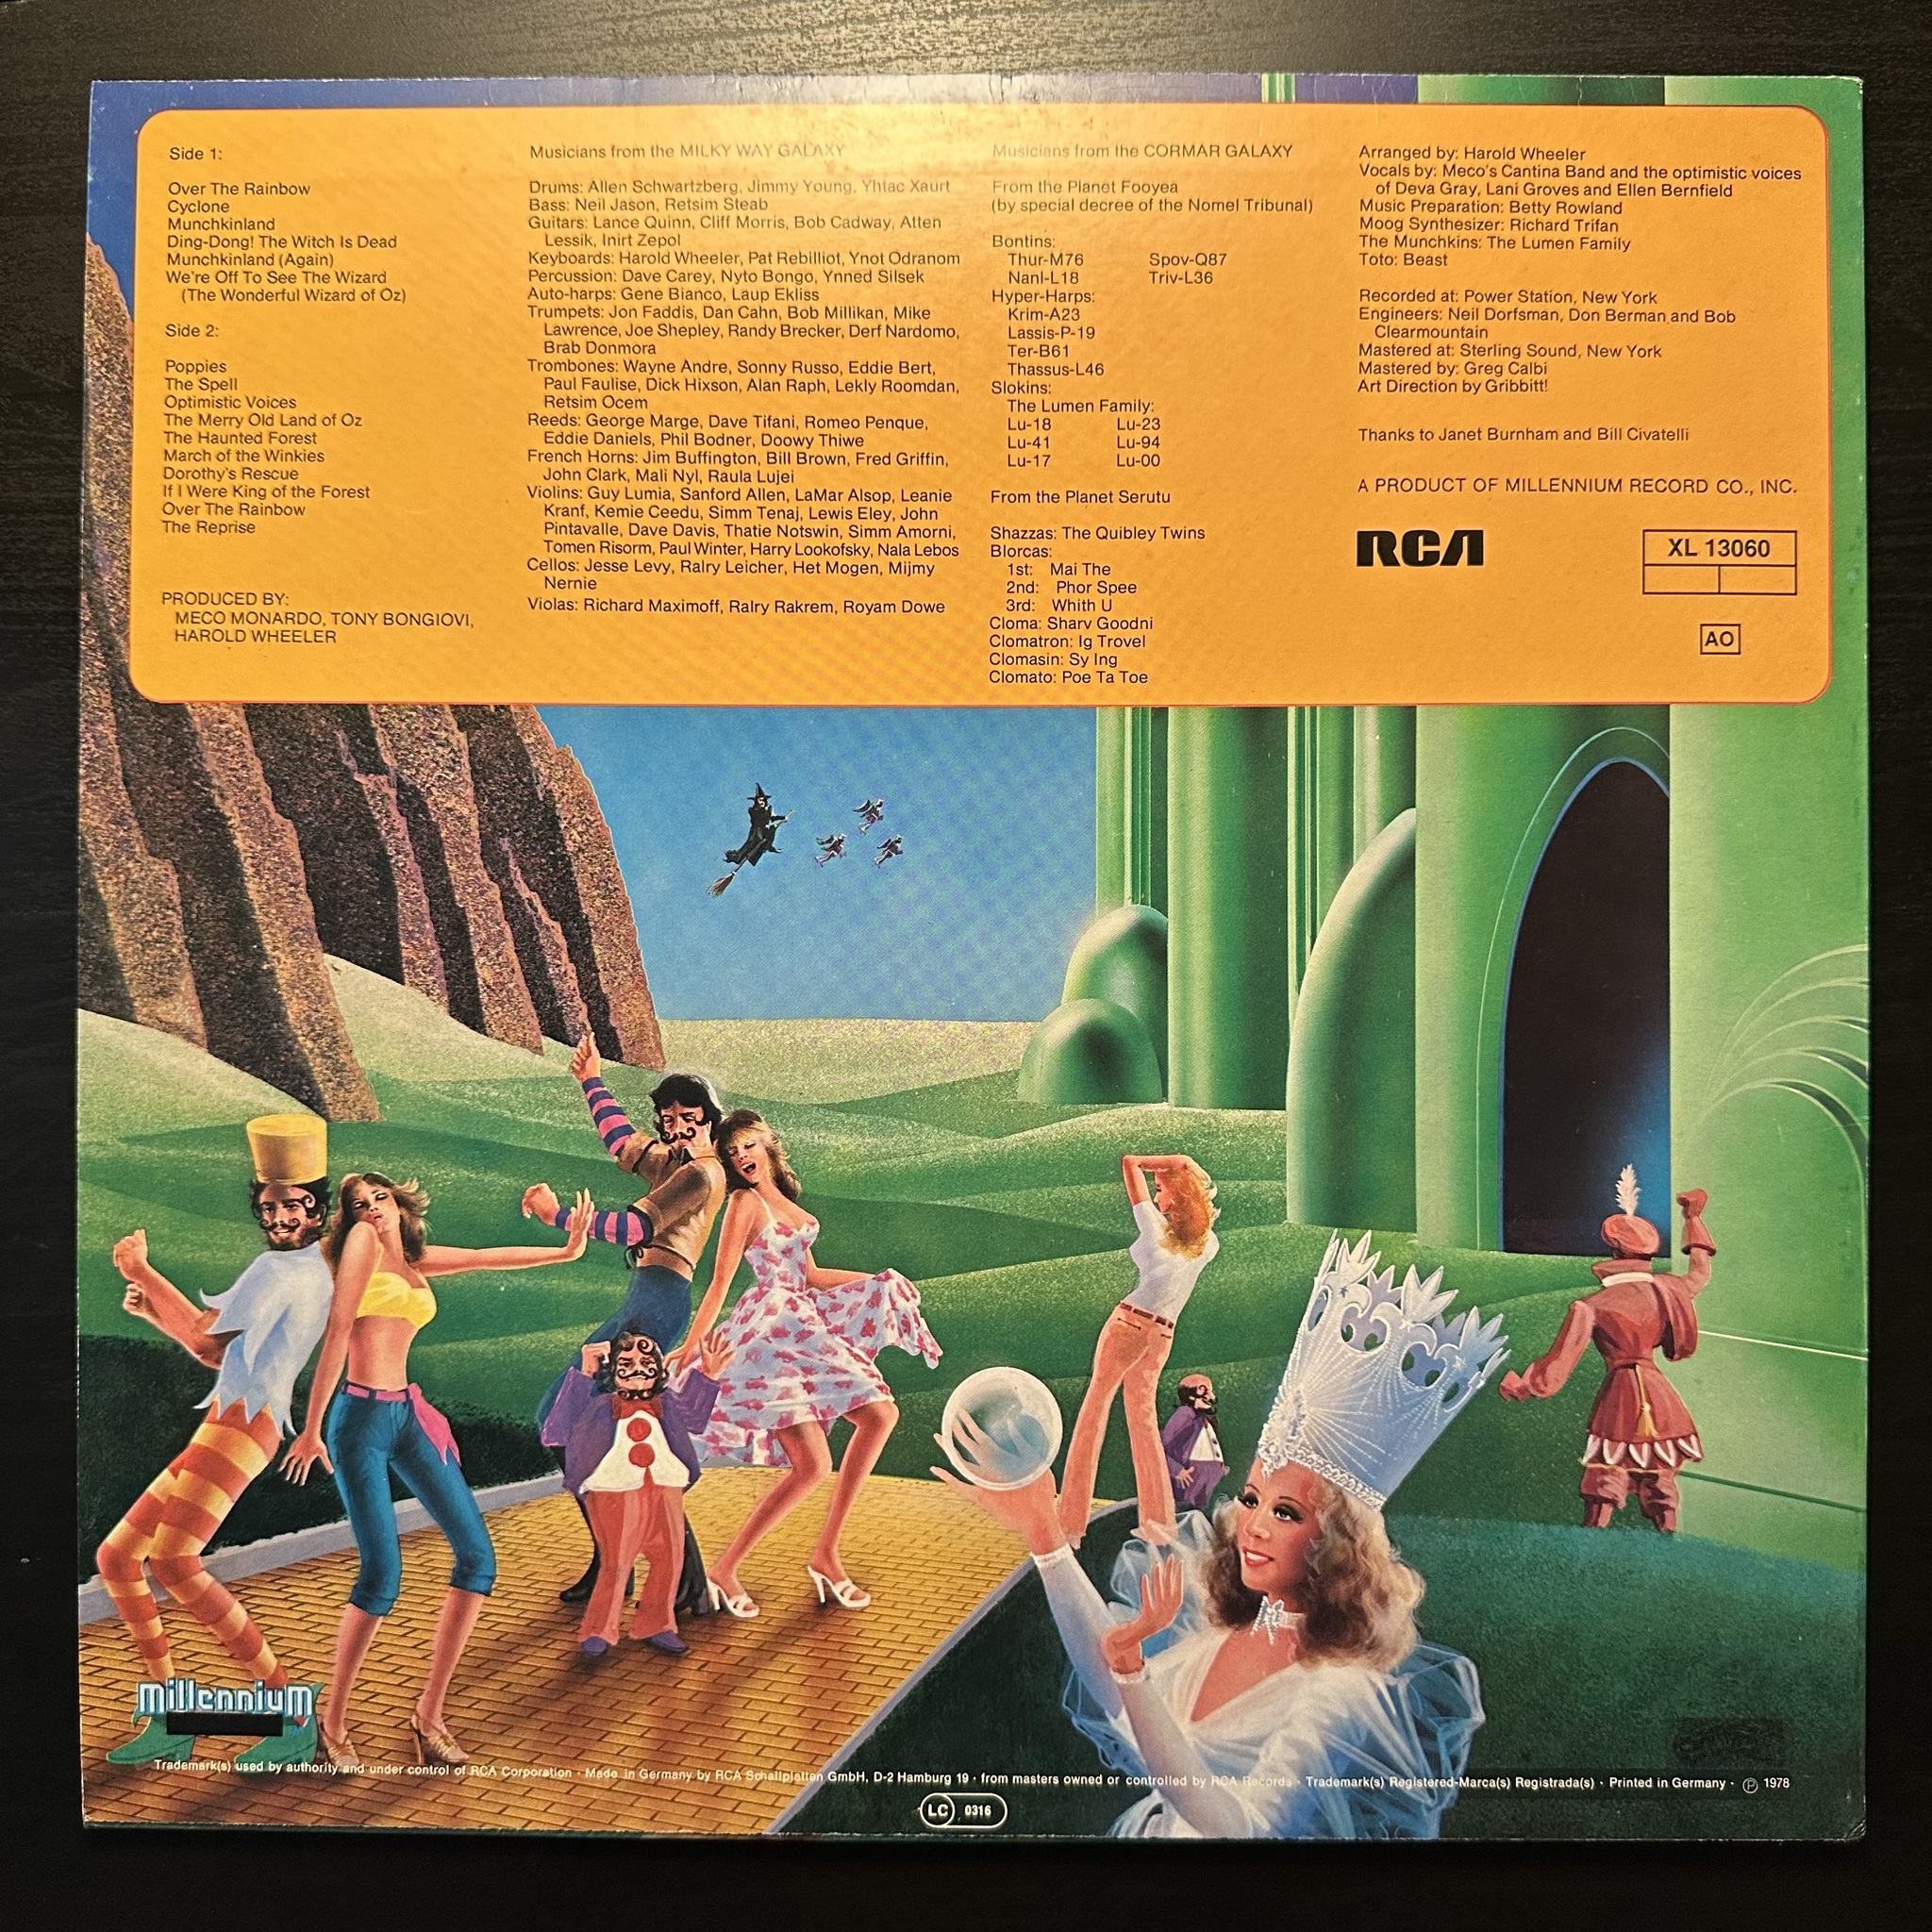 Side 1:
Over The Rainbow
Cyclone
Munchkinland
Ding-Dong! The Witch Is Dead
Munchkinland (Again)
We're Off To See The Wizard
(The Wonderful Wizard of Oz)
Side 2:
Poppies
The Spell
Optimistic Voices
The Merry Old Land of Oz
The Haunted Forest
March of the Winkies
Dorothy's Rescue
If I Were King of the Forest
Over The Rainbow
The Reprise
PRODUCED BY:
MECO MONARDO, TONY BONGIOVI,
HAROLD WHEELER
Musicians from the MILKY WAY GALAXY
Drums: Allen Schwartzberg, Jimmy Young, Yhtac Xaurt
Bass: Neil Jason, Retsim Steab
Guitars: Lance Quinn, Cliff Morris, Bob Cadway, Atten
Lessik, Inirt Zepol
Keyboards: Harold Wheeler, Pat Rebilliot, Ynot Odranom
Percussion: Dave Carey, Nyto Bongo, Ynned Silsek
Auto-harps: Gene Bianco, Laup Ekliss
Trumpets: Jon Faddis, Dan Cahn, Bob Millikan, Mike
Lawrence, Joe Shepley, Randy Brecker, Derf Nardomo,
Brab Donmora
Trombones: Wayne Andre, Sonny Russo, Eddie Bert,
Paul Faulise, Dick Hixson, Alan Raph, Lekly Roomdan,
Retsim Ocem
Reeds: George Marge, Dave Tifani, Romeo Penque,
Eddie Daniels, Phil Bodner, Doowy Thiwe
French Horns: Jim Buffington, Bill Brown, Fred Griffin,
John Clark, Mali Nyl, Raula Lujei
Violins: Guy Lumia, Sanford Allen, LaMar Alsop, Leanie
Kranf, Kemie Ceedu, Simm Tenaj, Lewis Eley, John
Pintavalle, Dave Davis, Thatie Notswin, Simm Amorni,
Tomen Risorm, Paul Winter, Harry Lookofsky, Nala Lebos
Cellos: Jesse Levy, Ralry Leicher, Het Mogen, Mijmy
Nernie
Violas: Richard Maximoff, Ralry Rakrem, Royam Dowe
Musicians from the CORMAR GALAXY
From the Planet Fooyea
(by special decree of the Nomel Tribunal)
Bontins:
Thur-M76 Spov-Q87
Nanl-L18 Triv-L36
Hyper-Harps:
Krim-A23
Lassis-P-19
Ter-B61
Thassus-L46
Slokins:
The Lumen Family:
Lu-18 Lu-23
Lu-41 Lu-94
Lu-17 Lu-00
From the Planet Serutu
Shazzas: The Quibley Twins
Blorcas:
1st: Mai The
2nd: Phor Spee
3rd: Whith U
Cloma: Sharv Goodni
Clomatron: Ig Trovel
Clomasin: Sy Ing
Clomato: Poe Ta Toe
Arranged by: Harold Wheeler
Vocals by: Meco's Cantina Band and the optimistic voices
of Deva Gray, Lani Groves and Ellen Bernfield
Music Preparation: Betty Rowland
Moog Synthesizer: Richard Trifan
The Munchkins: The Lumen Family
Toto: Beast
Recorded at: Power Station, New York
Engineers: Neil Dorfsman, Don Berman and Bob
Clearmountain
Mastered at: Sterling Sound, New York
Mastered by: Greg Calbi
Art Direction by Gribbitt!
Thanks to Janet Burnham and Bill Civatelli
A PRODUCT OF MILLENNIUM RECORD CO., INC.
RCA
XL 13060
AO
millennium
Trademark(s) used by authority and under control of RCA Corporation · Made in Germany by RCA Schallplatten GmbH, D-2 Hamburg 19 · from masters owned or controlled by RCA Records · Trademark(s) Registered-Marca(s) Registrada(s) · Printed in Germany · ℗ 1978
LC 0316